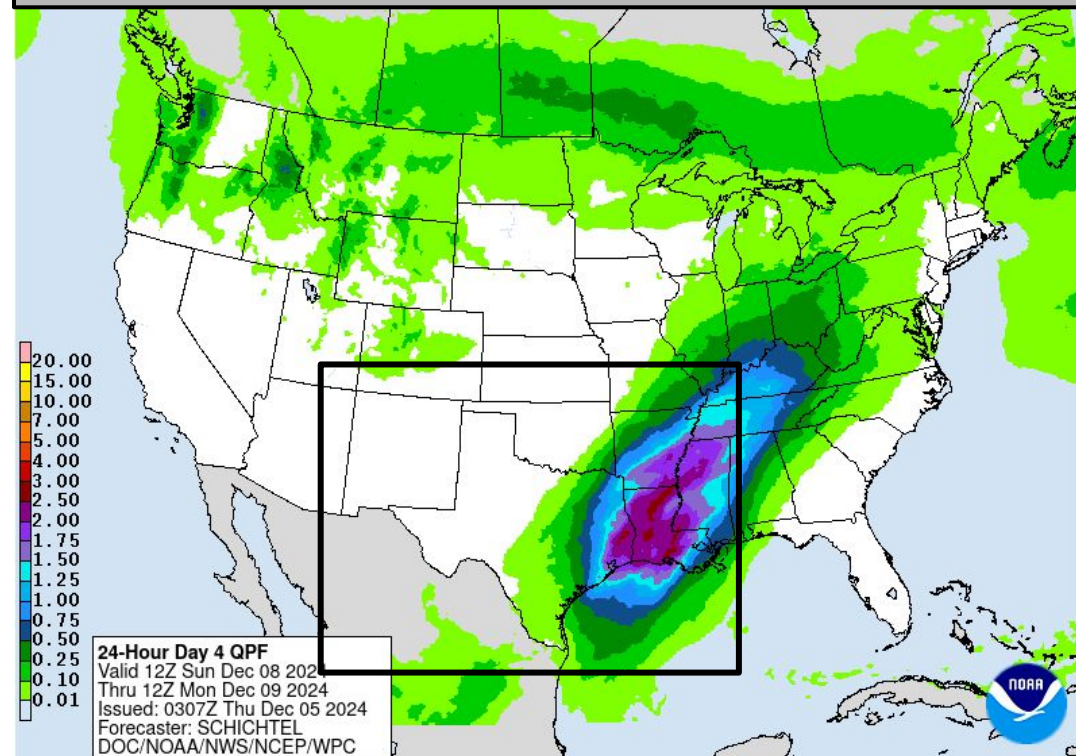 20.00
15.00
10.00
7.00
5.00
4.00
3.00
2.50
2.00
1.75
1.50
1.25
1.00
0.75
0.50
0.25
0.10
0.01
24-Hour Day 4 QPF
Valid 12Z Sun Dec 08 2024
Thru 12Z Mon Dec 09 2024
Issued: 0307Z Thu Dec 05 2024
Forecaster: SCHICHTEL
DOC/NOAA/NWS/NCEP/WPC
NOAA